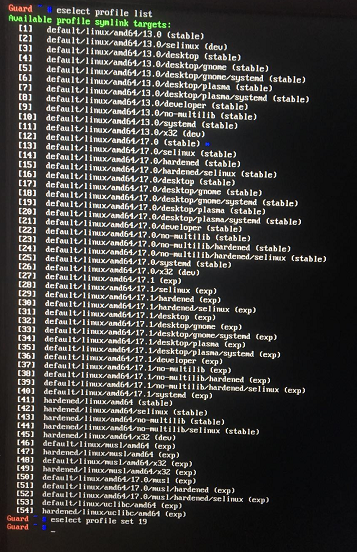 Guard ~ # eselect profile list
Available profile symlink targets:
[1] default/linux/amd64/13.0 (stable)
[2] default/linux/amd64/13.0/selinux (dev)
[3] default/linux/amd64/13.0/desktop (stable)
[4] default/linux/amd64/13.0/desktop/gnome (stable)
[5] default/linux/amd64/13.0/desktop/gnome/systemd (stable)
[6] default/linux/amd64/13.0/desktop/plasma (stable)
[7] default/linux/amd64/13.0/desktop/plasma/systemd (stable)
[8] default/linux/amd64/13.0/developer (stable)
[9] default/linux/amd64/13.0/no-multilib (stable)
[10] default/linux/amd64/13.0/systemd (stable)
[11] default/linux/amd64/13.0/x32 (dev)
[12] default/linux/amd64/17.0 (stable) *
[13] default/linux/amd64/17.0/selinux (stable)
[14] default/linux/amd64/17.0/hardened (stable)
[15] default/linux/amd64/17.0/hardened/selinux (stable)
[16] default/linux/amd64/17.0/desktop (stable)
[17] default/linux/amd64/17.0/desktop/gnome (stable)
[18] default/linux/amd64/17.0/desktop/gnome/systemd (stable)
[19] default/linux/amd64/17.0/desktop/plasma (stable)
[20] default/linux/amd64/17.0/desktop/plasma/systemd (stable)
[21] default/linux/amd64/17.0/developer (stable)
[22] default/linux/amd64/17.0/no-multilib (stable)
[23] default/linux/amd64/17.0/no-multilib/hardened (stable)
[24] default/linux/amd64/17.0/no-multilib/hardened/selinux (stable)
[25] default/linux/amd64/17.0/systemd (stable)
[26] default/linux/amd64/17.0/x32 (dev)
[27] default/linux/amd64/17.1 (exp)
[28] default/linux/amd64/17.1/selinux (exp)
[29] default/linux/amd64/17.1/hardened (exp)
[30] default/linux/amd64/17.1/hardened/selinux (exp)
[31] default/linux/amd64/17.1/desktop (exp)
[32] default/linux/amd64/17.1/desktop/gnome (exp)
[33] default/linux/amd64/17.1/desktop/gnome/systemd (exp)
[34] default/linux/amd64/17.1/desktop/plasma (exp)
[35] default/linux/amd64/17.1/desktop/plasma/systemd (exp)
[36] default/linux/amd64/17.1/developer (exp)
[37] default/linux/amd64/17.1/no-multilib (exp)
[38] default/linux/amd64/17.1/no-multilib/hardened (exp)
[39] default/linux/amd64/17.1/no-multilib/hardened/selinux (exp)
[40] default/linux/amd64/17.1/systemd (exp)
[41] hardened/linux/amd64 (stable)
[42] hardened/linux/amd64/selinux (stable)
[43] hardened/linux/amd64/no-multilib (stable)
[44] hardened/linux/amd64/no-multilib/selinux (stable)
[45] hardened/linux/amd64/x32 (dev)
[46] default/linux/musl/amd64 (exp)
[47] hardened/linux/musl/amd64 (exp)
[48] default/linux/musl/amd64/x32 (exp)
[49] hardened/linux/musl/amd64/x32 (exp)
[50] default/linux/amd64/17.0/musl (exp)
[51] default/linux/amd64/17.0/musl/hardened (exp)
[52] default/linux/amd64/17.0/musl/hardened/selinux (exp)
[53] default/linux/uclibc/amd64 (exp)
[54] hardened/linux/uclibc/amd64 (exp)
Guard ~ # eselect profile set 19
Guard ~ # _